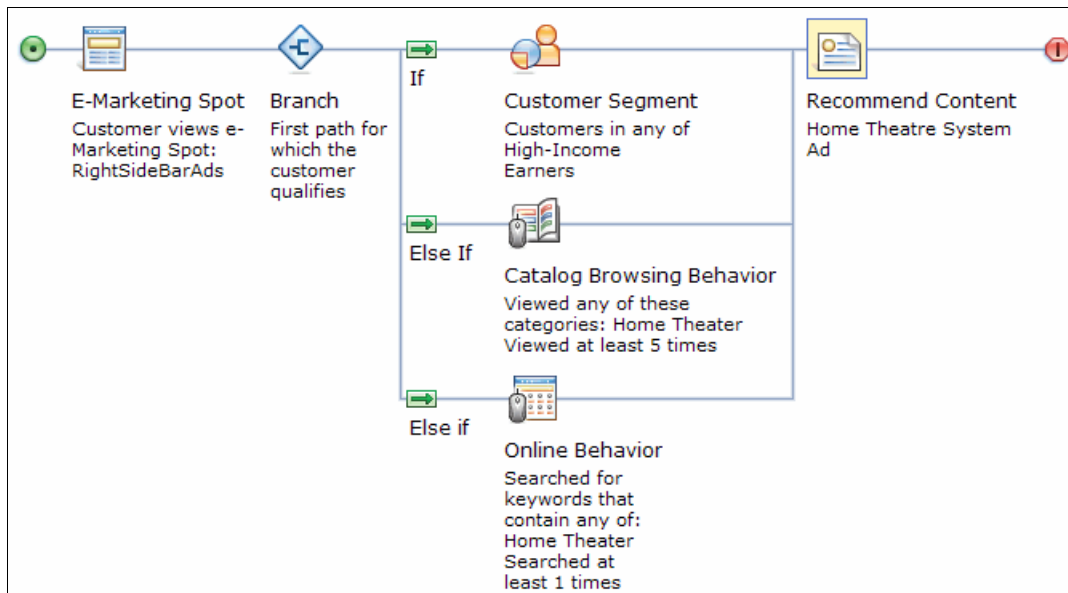 E-Marketing Spot
Customer views e-
Marketing Spot:
RightSideBarAds
Branch
First path for
which the
customer
qualifies
If
Customer Segment
Customers in any of
High-Income
Earners
Recommend Content
Home Theatre System
Ad
Else If
Catalog Browsing Behavior
Viewed any of these
categories: Home Theater
Viewed at least 5 times
Else if
Online Behavior
Searched for
keywords that
contain any of:
Home Theater
Searched at
least 1 times